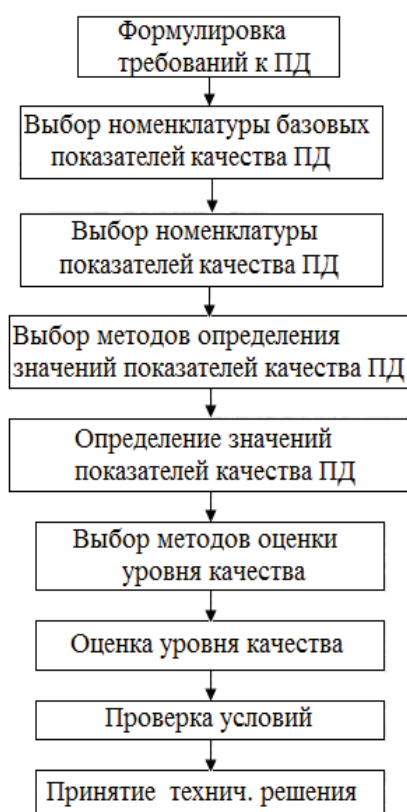 Формулировка
требований к ПД
Выбор номенклатуры базовых
показателей качества ПД
Выбор номенклатуры
показателей качества ПД
Выбор методов определения
значений показателей качества ПД
Определение значений
показателей качества ПД
Выбор методов оценки
уровня качества
Оценка уровня качества
Проверка условий
Принятие технич. решения